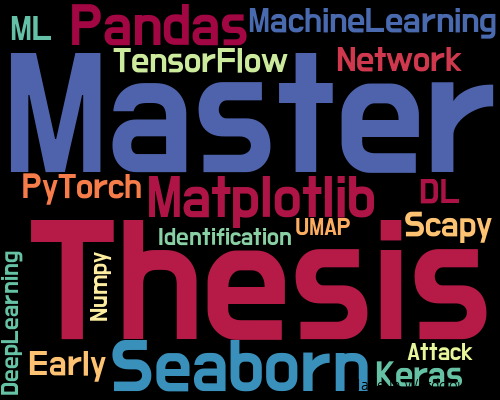 ML
Pandas
MachineLearning
TensorFlow
Network
Master
PyTorch
Matplotlib
DL
Scapy
Identification
UMAP
Thesis
Numpy
DeepLearning
Early
Seaborn
Attack
Keras